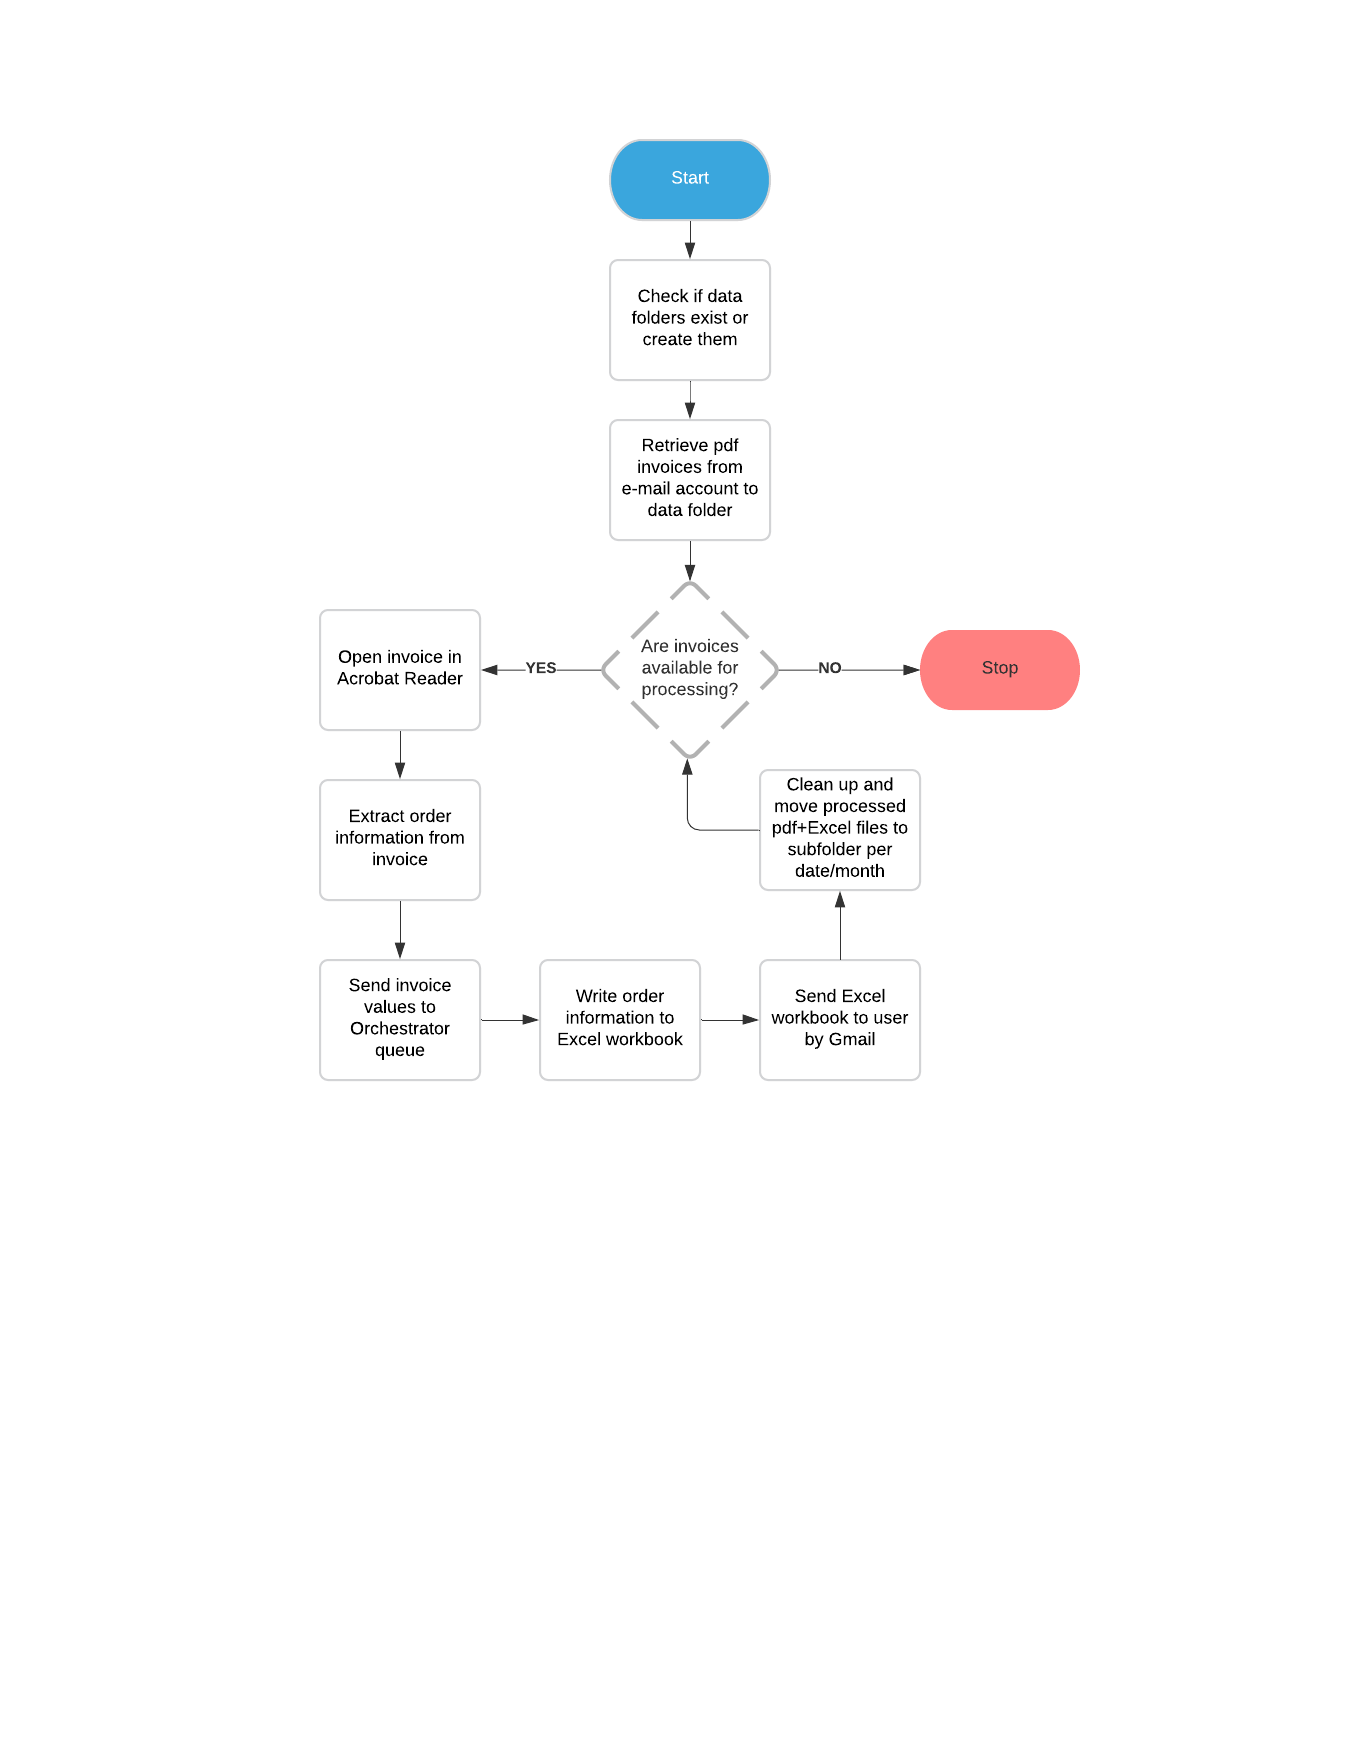 Start
Check if data
folders exist or
create them
Retrieve pdf
invoices from
e-mail account to
data folder
Are invoices
available for
processing?
YES
NO
Stop
Open invoice in
Acrobat Reader
Extract order
information from
invoice
Send invoice
values to
Orchestrator
queue
Write order
information to
Excel workbook
Send Excel
workbook to user
by Gmail
Clean up and
move processed
pdf+Excel files to
subfolder per
date/month